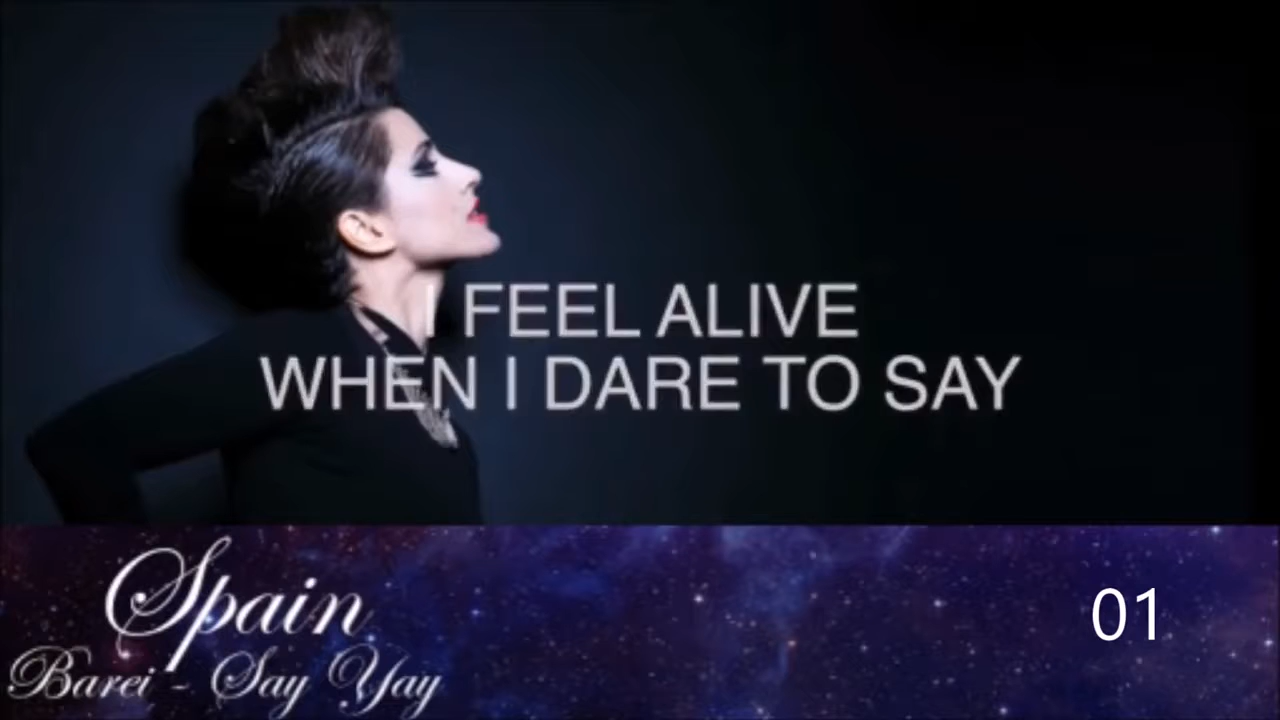 I FEEL ALIVE
WHEN I DARE TO SAY
Spain
Barei - Say Yay
01